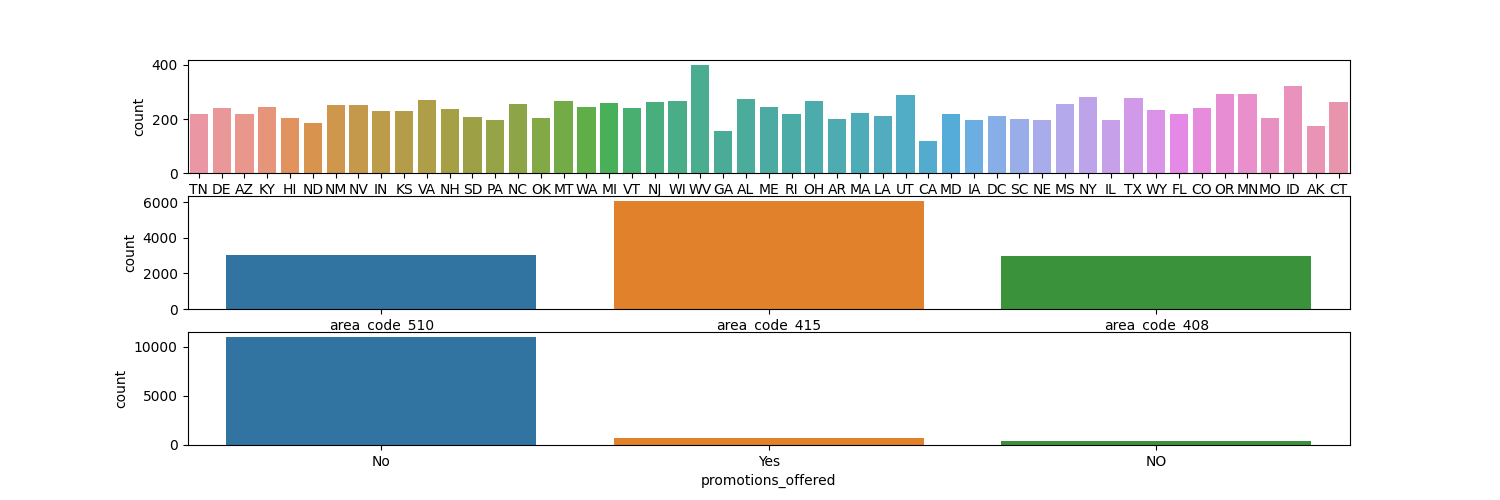 400
200
0
count
TN DE AZ KY HI ND NM NV IN KS VA NH SD PA NC OK MT WA MI VT NJ WI WV GA AL ME RI OH AR MA LA UT CA MD IA DC SC NE MS NY IL TX WY FL CO OR MN MO ID AK CT
6000
4000
2000
0
count
area_code_510 area_code_415 area_code_408
10000
5000
0
count
No Yes NO
promotions_offered